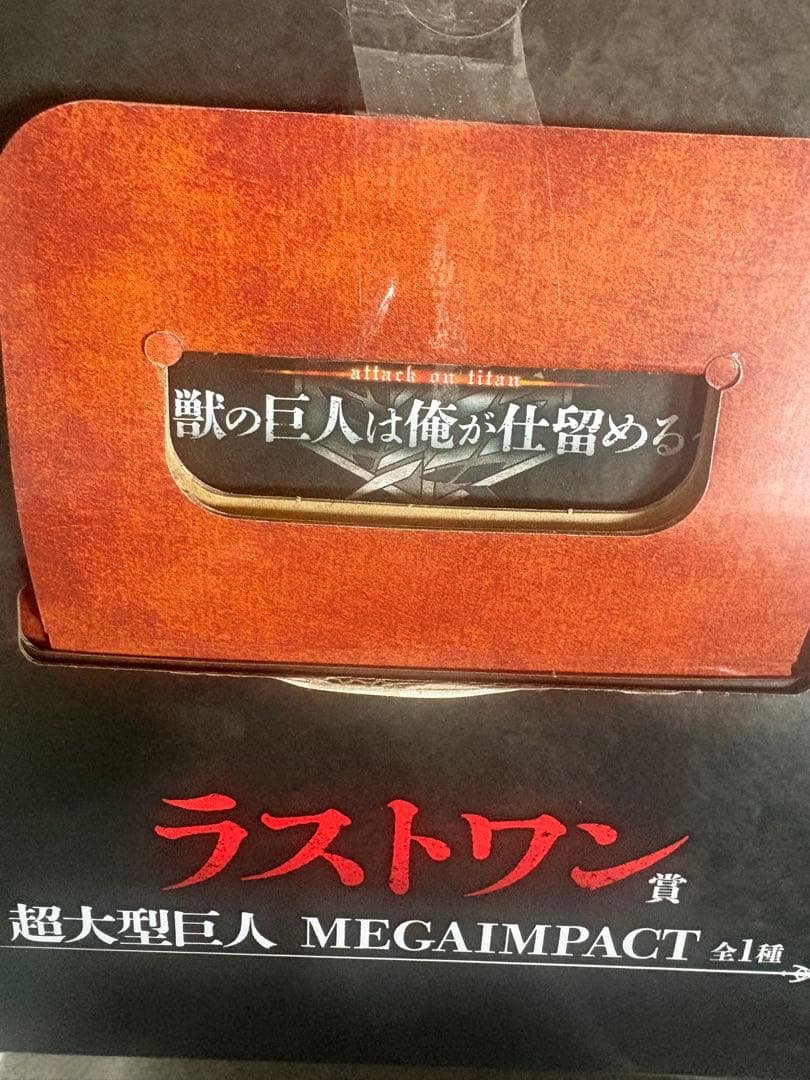 attack on titan
獣の巨人は俺が仕留める
ラストワン賞
超大型巨人 MEGAIMPACT 全1種